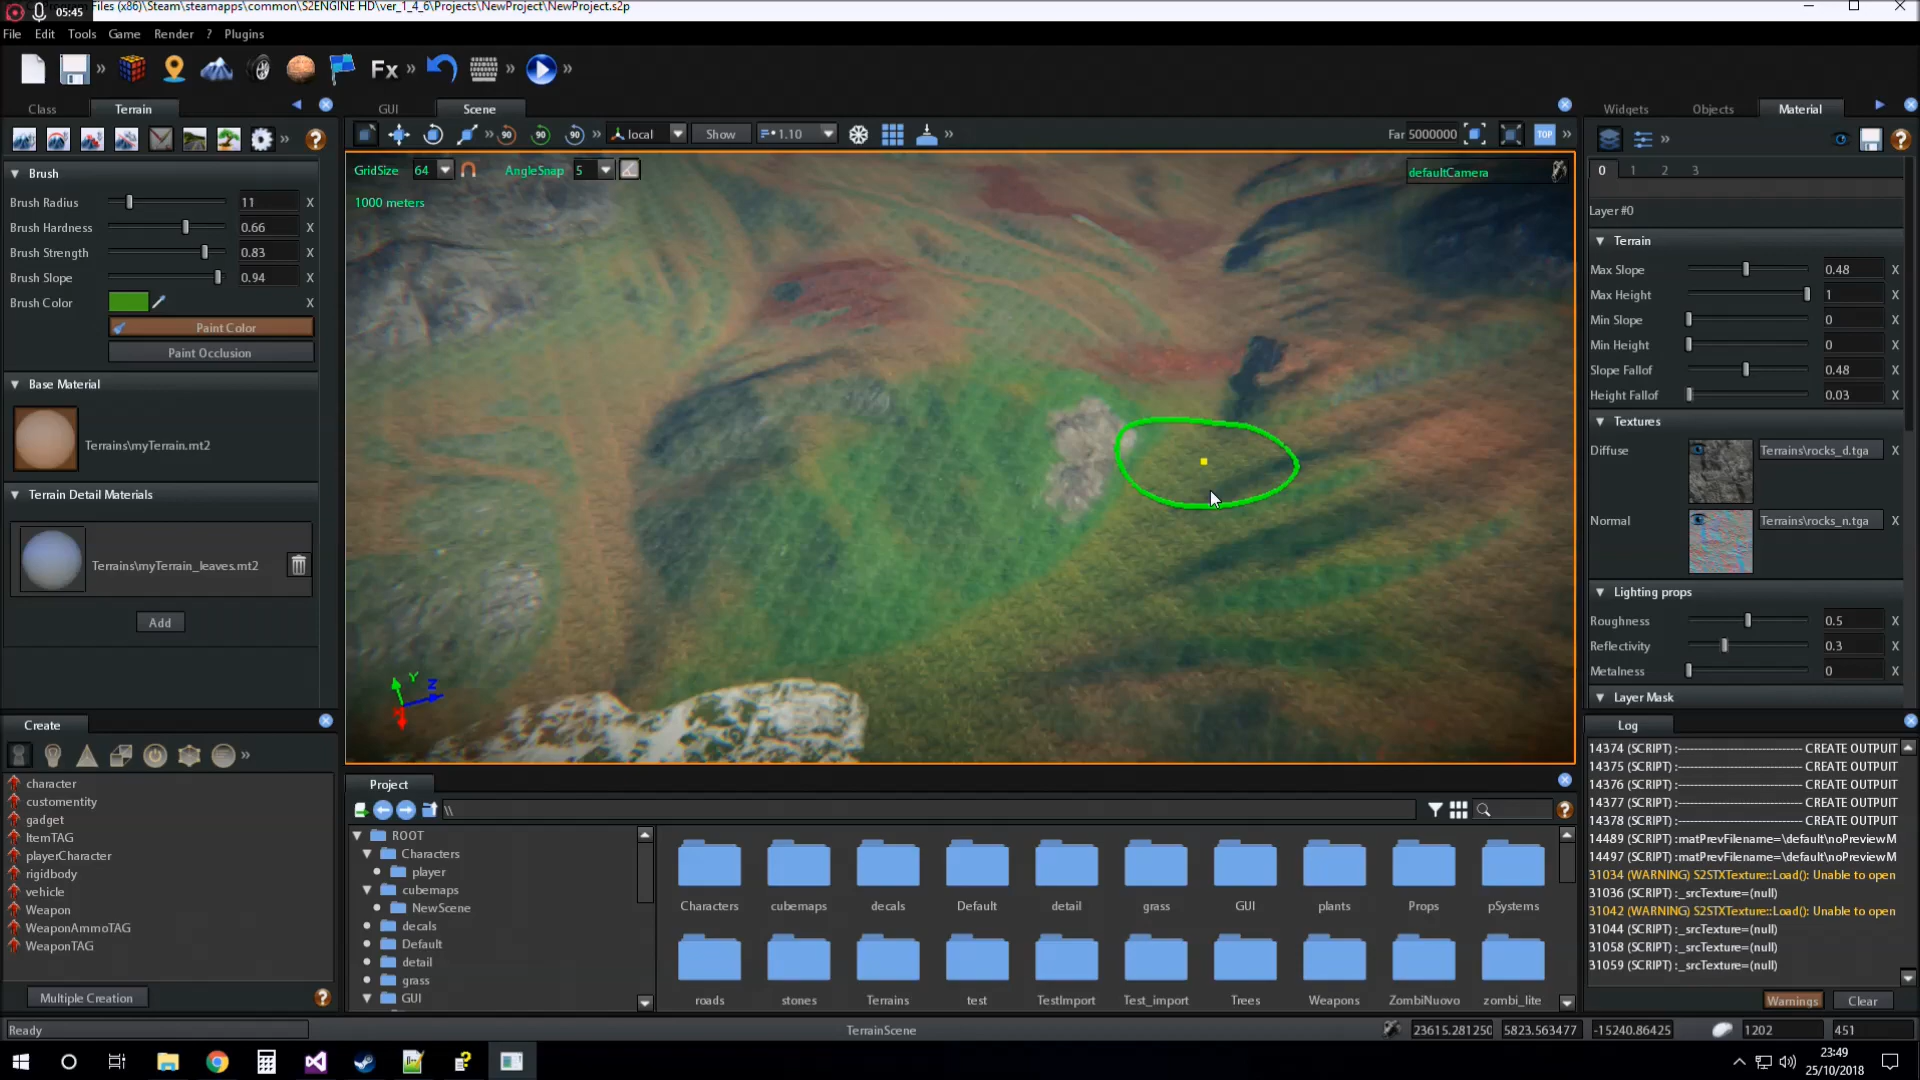 05:45
Files (x86)\Steam\steamapps\common\S2ENGINE HD\ver_1_4_6\Projects\NewProject\NewProject.s2p
File Edit Tools Game Render ? Plugins
Fx
Class Terrain
GUI Scene
Widgets Objects Material
90 90 90 local Show 1.10 Far 5000000 TOP
GridSize 64 AngleSnap 5
defaultCamera
1000 meters
Brush
Brush Radius 11 X
Brush Hardness 0.66 X
Brush Strength 0.83 X
Brush Slope 0.94 X
Brush Color X
Paint Color
Paint Occlusion
Base Material
Terrains\myTerrain.mt2
Terrain Detail Materials
Terrains\myTerrain_leaves.mt2
Add
Y Z
0 1 2 3
Layer #0
Terrain
Max Slope 0.48 X
Max Height 1 X
Min Slope 0 X
Min Height 0 X
Slope Fallof 0.48 X
Height Fallof 0.03 X
Textures
Diffuse Terrains\rocks_d.tga X
Normal Terrains\rocks_n.tga X
Lighting props
Roughness 0.5 X
Reflectivity 0.3 X
Metalness 0 X
Layer Mask
Create
character
customentity
gadget
ItemTAG
playerCharacter
rigidbody
vehicle
Weapon
WeaponAmmoTAG
WeaponTAG
Multiple Creation
Project
\\
ROOT
Characters
player
cubemaps
NewScene
decals
Default
detail
grass
GUI
Characters cubemaps decals Default detail grass GUI plants Props pSystems
roads stones Terrains test TestImport Test_import Trees Weapons ZombiNuovo zombi_lite
Log
14374 (SCRIPT) :------------------------------ CREATE OUTPUIT
14375 (SCRIPT) :------------------------------ CREATE OUTPUIT
14376 (SCRIPT) :------------------------------ CREATE OUTPUIT
14377 (SCRIPT) :------------------------------ CREATE OUTPUIT
14378 (SCRIPT) :------------------------------ CREATE OUTPUIT
14489 (SCRIPT) :matPrevFilename=\default\noPreviewM
14497 (SCRIPT) :matPrevFilename=\default\noPreviewM
31034 (WARNING) S2STXTexture::Load(): Unable to open
31036 (SCRIPT) :_srcTexture=(null)
31042 (WARNING) S2STXTexture::Load(): Unable to open
31044 (SCRIPT) :_srcTexture=(null)
31058 (SCRIPT) :_srcTexture=(null)
31059 (SCRIPT) :_srcTexture=(null)
Warnings Clear
Ready
TerrainScene
23615.281250 5823.563477 -15240.86425 1202 451
23:49
25/10/2018